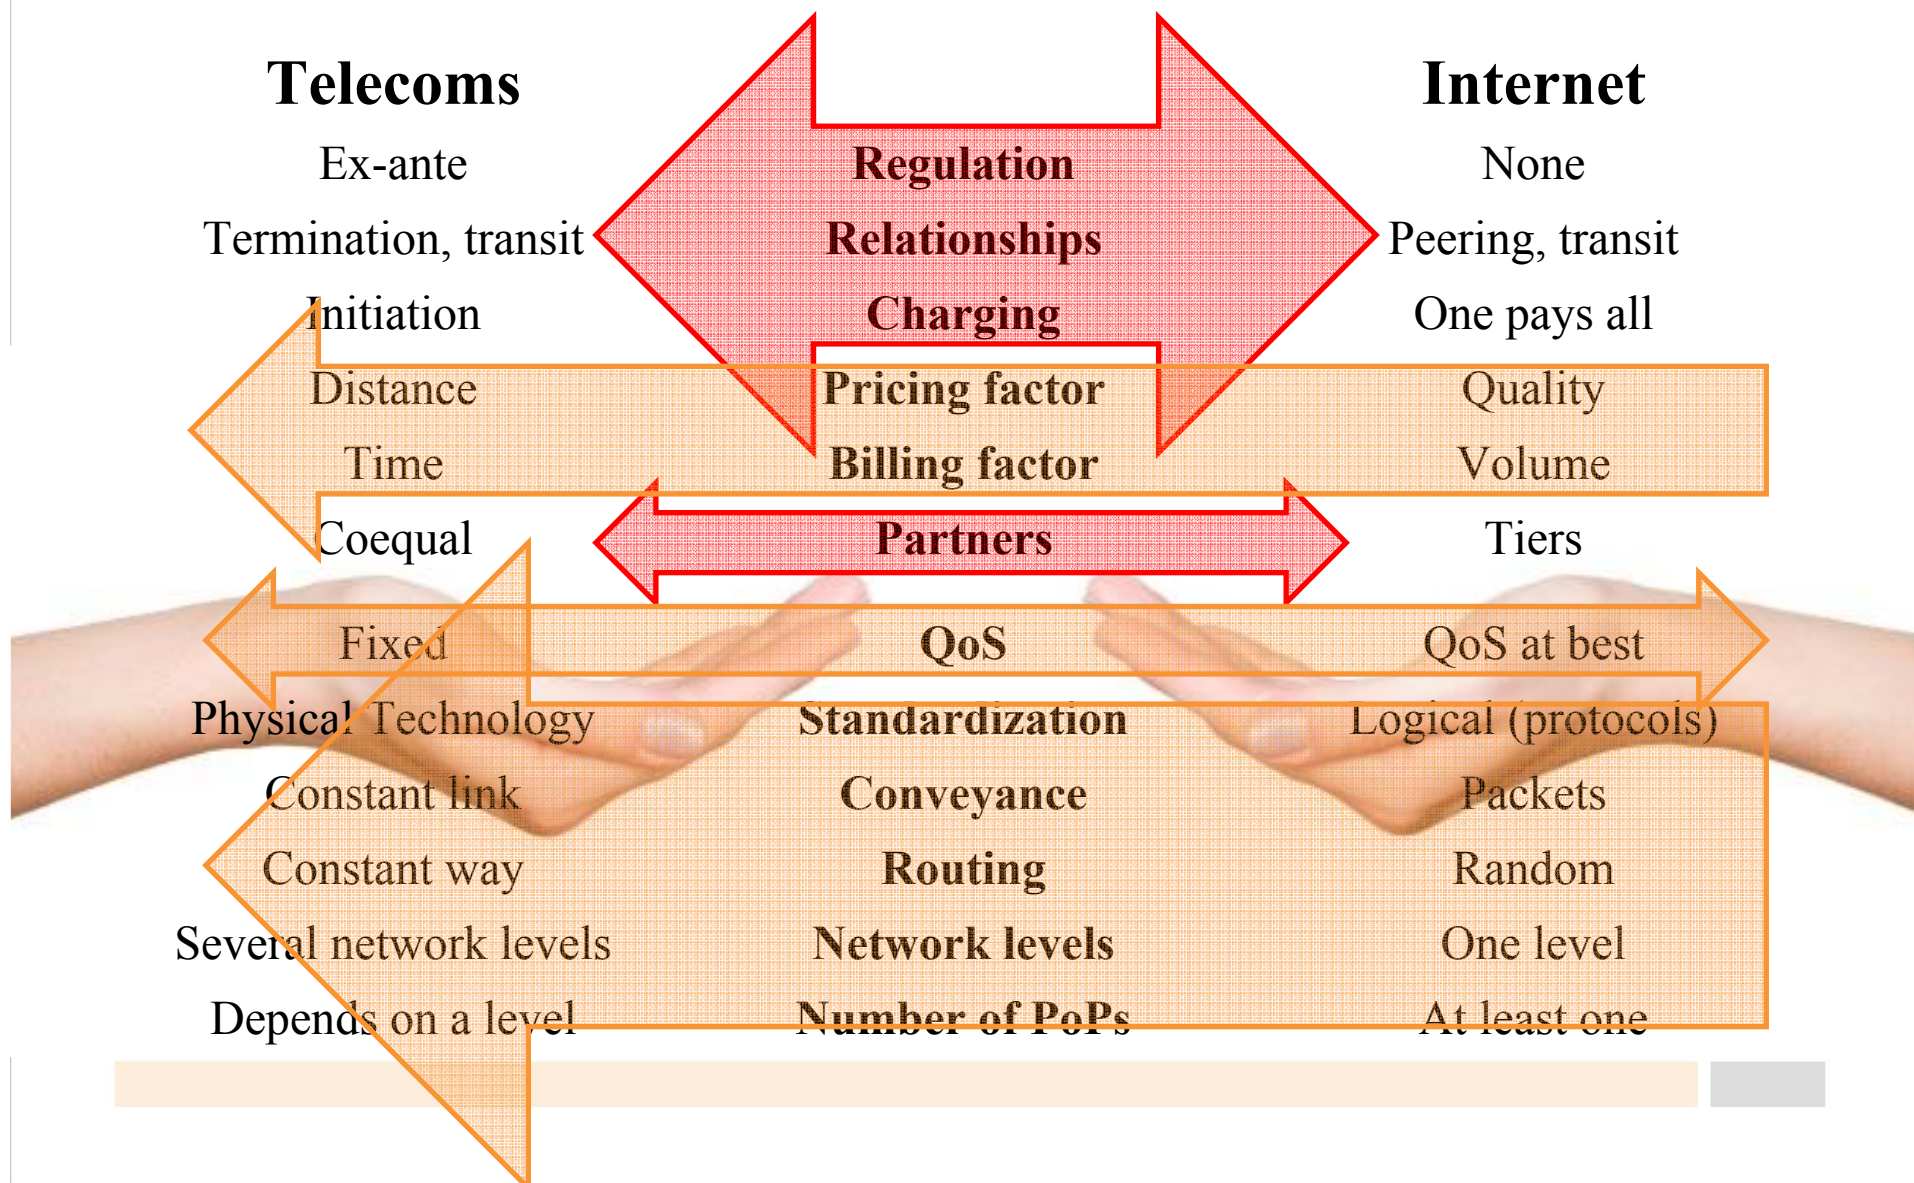 Telecoms Internet
Ex-ante Regulation None
Termination, transit Relationships Peering, transit
Initiation Charging One pays all
Distance Pricing factor Quality
Time Billing factor Volume
Coequal Partners Tiers
Fixed QoS QoS at best
Physical Technology Standardization Logical (protocols)
Constant link Conveyance Packets
Constant way Routing Random
Several network levels Network levels One level
Depends on a level Number of PoPs At least one